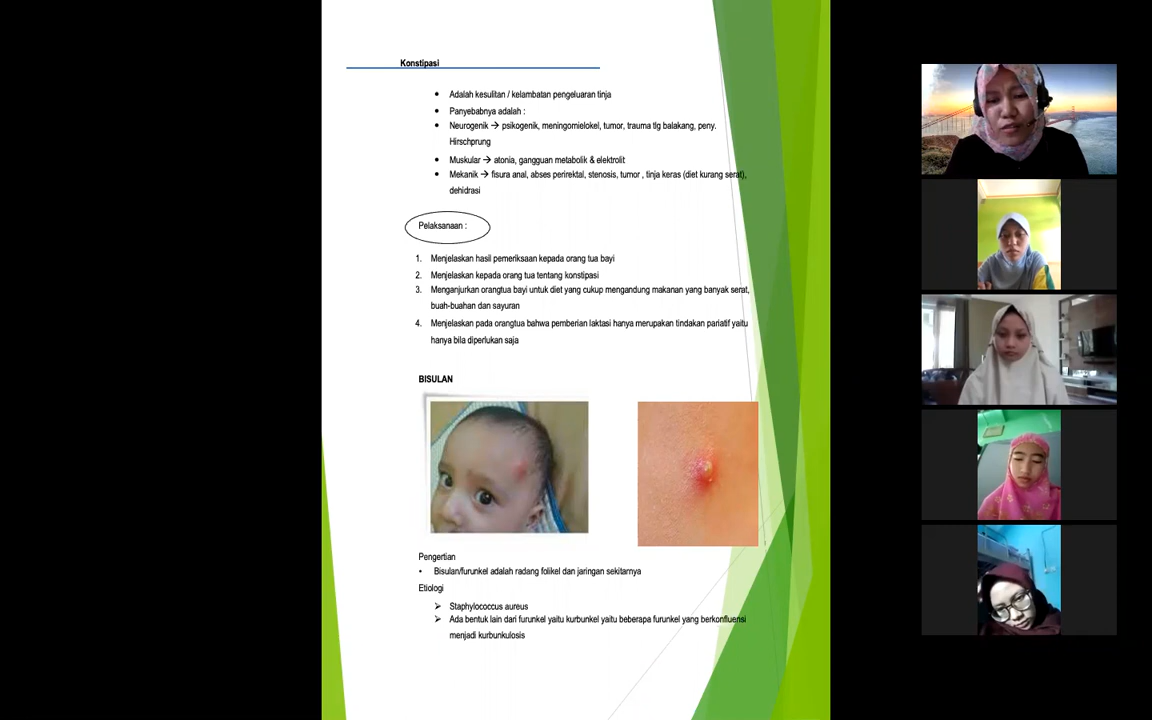 Konstipasi
• Adalah kesulitan / kelambatan pengeluaran tinja
• Panyebabnya adalah :
• Neurogenik → psikogenik, meningomielokel, tumor, trauma tlg balakang, peny.
Hirschprung
• Muskular → atonia, gangguan metabolik & elektrolit
• Mekanik → fisura anal, abses perirektal, stenosis, tumor , tinja keras (diet kurang serat),
dehidrasi
Pelaksanaan :
1. Menjelaskan hasil pemeriksaan kepada orang tua bayi
2. Menjelaskan kepada orang tua tentang konstipasi
3. Menganjurkan orangtua bayi untuk diet yang cukup mengandung makanan yang banyak serat,
buah-buahan dan sayuran
4. Menjelaskan pada orangtua bahwa pemberian laktasi hanya merupakan tindakan pariatif yaitu
hanya bila diperlukan saja
BISULAN
Pengertian
• Bisulan/furunkel adalah radang folikel dan jaringan sekitarnya
Etiologi
➢ Staphylococcus aureus
➢ Ada bentuk lain dari furunkel yaitu kurbunkel yaitu beberapa furunkel yang berkonfluensi
menjadi kurbunkulosis